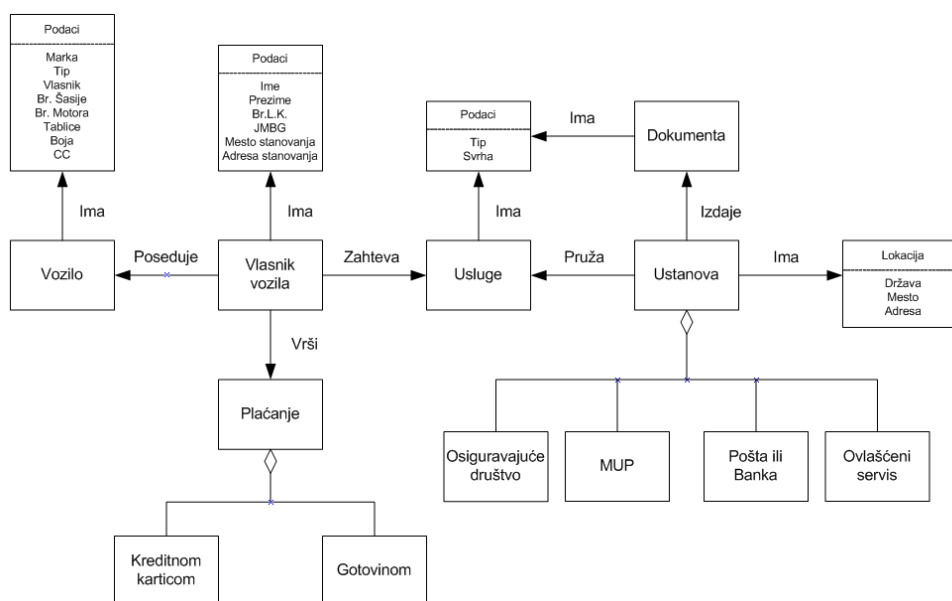 Podaci
Marka
Tip
Vlasnik
Br. Šasije
Br. Motora
Tablice
Boja
CC
Podaci
Ime
Prezime
Br.L.K.
JMBG
Mesto stanovanja
Adresa stanovanja
Podaci
Tip
Svrha
Ima
Dokumenta
Ima
Ima
Ima
Izdaje
Vozilo
Poseduje
Vlasnik
vozila
Zahteva
Usluge
Pruža
Ustanova
Ima
Lokacija
Država
Mesto
Adresa
Vrši
Plaćanje
Osiguravajuće
društvo
MUP
Pošta ili
Banka
Ovlašćeni
servis
Kreditnom
karticom
Gotovinom